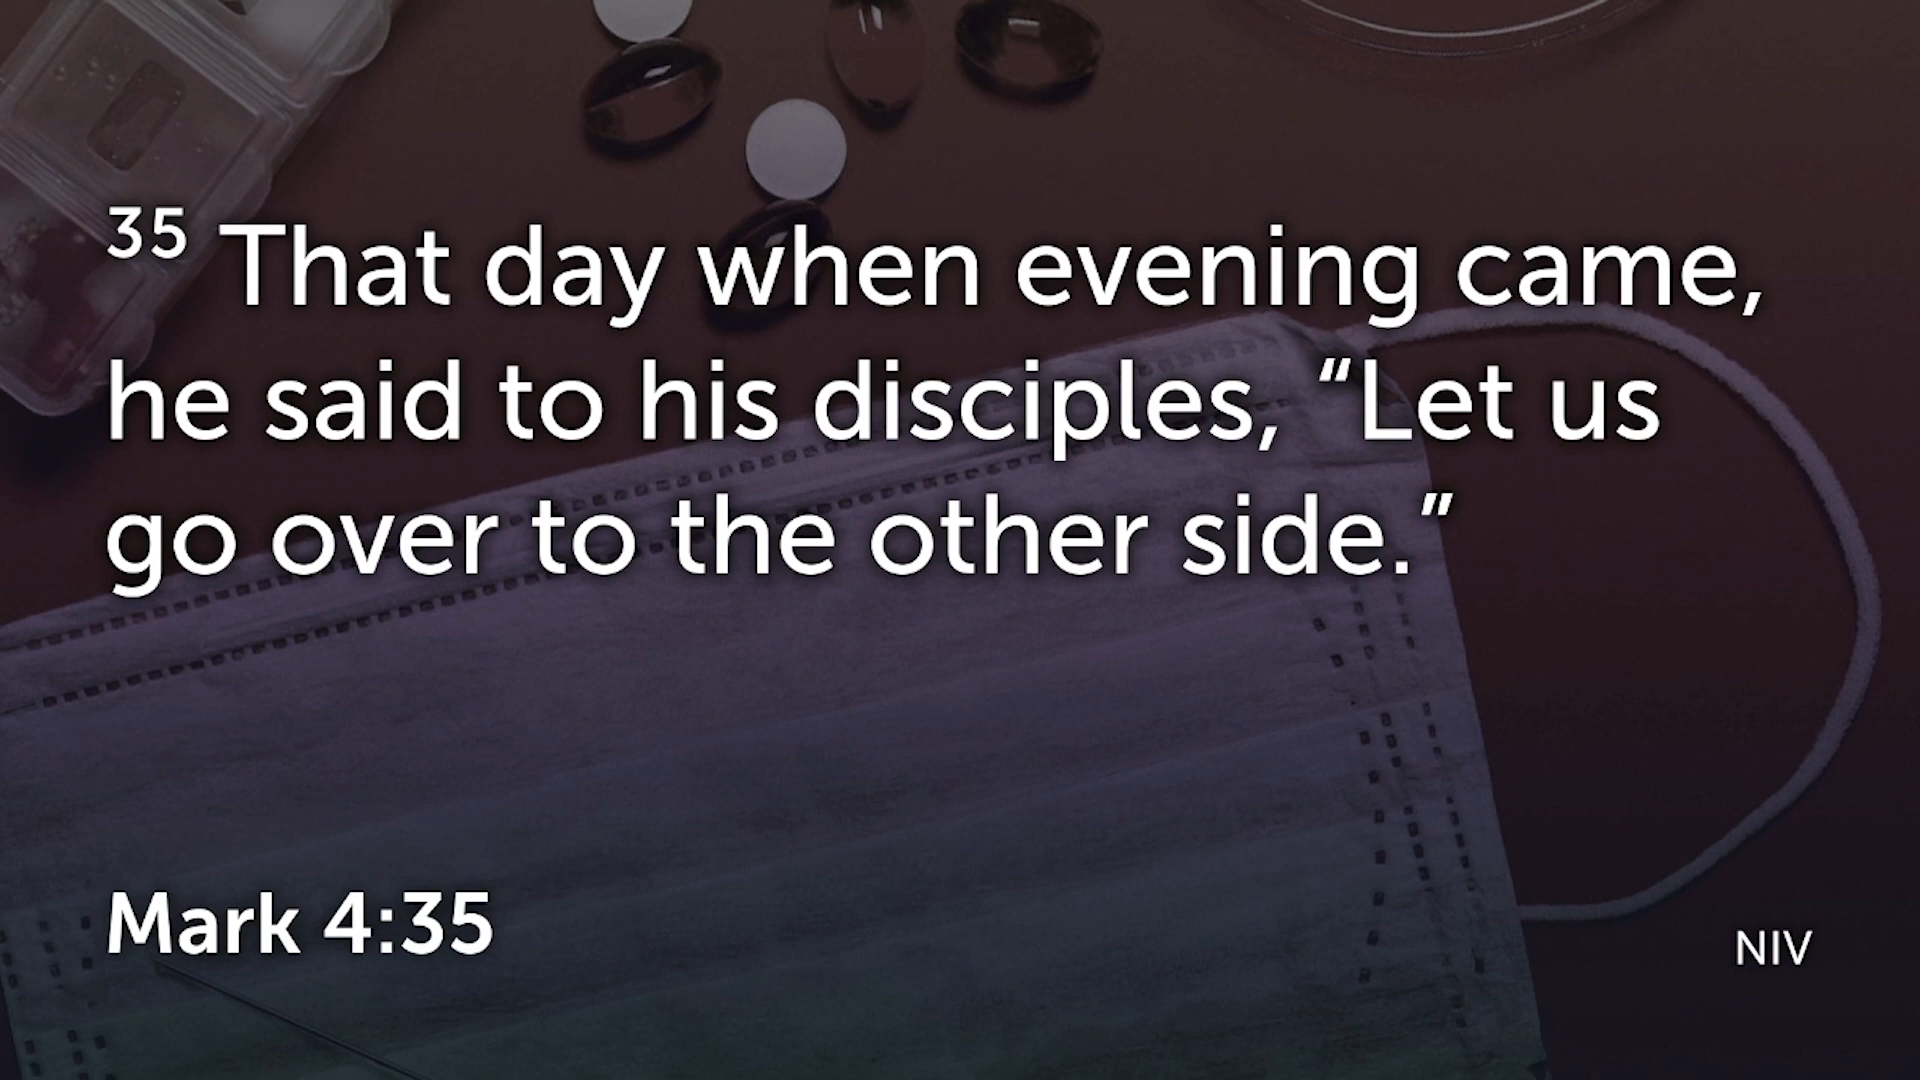 35 That day when evening came,
he said to his disciples, “Let us
go over to the other side.”
Mark 4:35
NIV